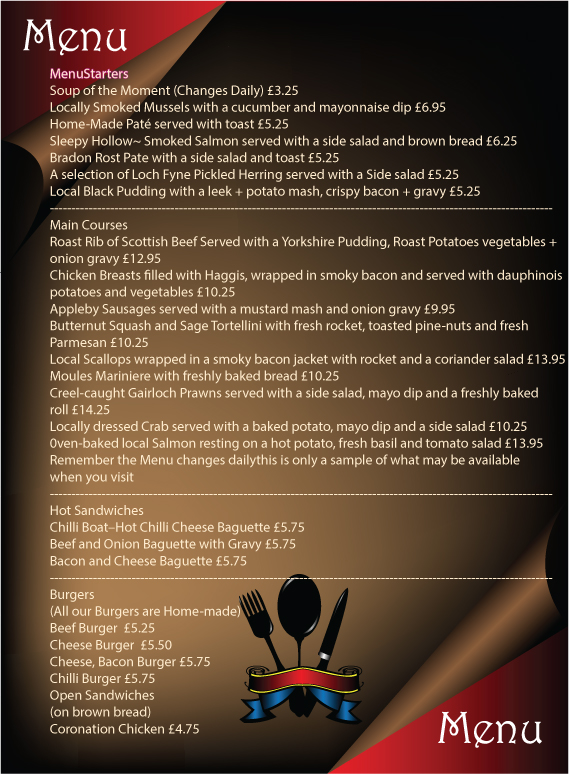 Menu
MenuStarters
Soup of the Moment (Changes Daily) £3.25
Locally Smoked Mussels with a cucumber and mayonnaise dip £6.95
Home-Made Paté served with toast £5.25
Sleepy Hollow~ Smoked Salmon served with a side salad and brown bread £6.25
Bradon Rost Pate with a side salad and toast £5.25
A selection of Loch Fyne Pickled Herring served with a Side salad £5.25
Local Black Pudding with a leek + potato mash, crispy bacon + gravy £5.25
Main Courses
Roast Rib of Scottish Beef Served with a Yorkshire Pudding, Roast Potatoes vegetables +
onion gravy £12.95
Chicken Breasts filled with Haggis, wrapped in smoky bacon and served with dauphinois
potatoes and vegetables £10.25
Appleby Sausages served with a mustard mash and onion gravy £9.95
Butternut Squash and Sage Tortellini with fresh rocket, toasted pine-nuts and fresh
Parmesan £10.25
Local Scallops wrapped in a smoky bacon jacket with rocket and a coriander salad £13.95
Moules Mariniere with freshly baked bread £10.25
Creel-caught Gairloch Prawns served with a side salad, mayo dip and a freshly baked
roll £14.25
Locally dressed Crab served with a baked potato, mayo dip and a side salad £10.25
0ven-baked local Salmon resting on a hot potato, fresh basil and tomato salad £13.95
Remember the Menu changes dailythis is only a sample of what may be available
when you visit
Hot Sandwiches
Chilli Boat–Hot Chilli Cheese Baguette £5.75
Beef and Onion Baguette with Gravy £5.75
Bacon and Cheese Baguette £5.75
Burgers
(All our Burgers are Home-made)
Beef Burger  £5.25
Cheese Burger  £5.50
Cheese, Bacon Burger £5.75
Chilli Burger £5.75
Open Sandwiches
(on brown bread)
Coronation Chicken £4.75
Menu